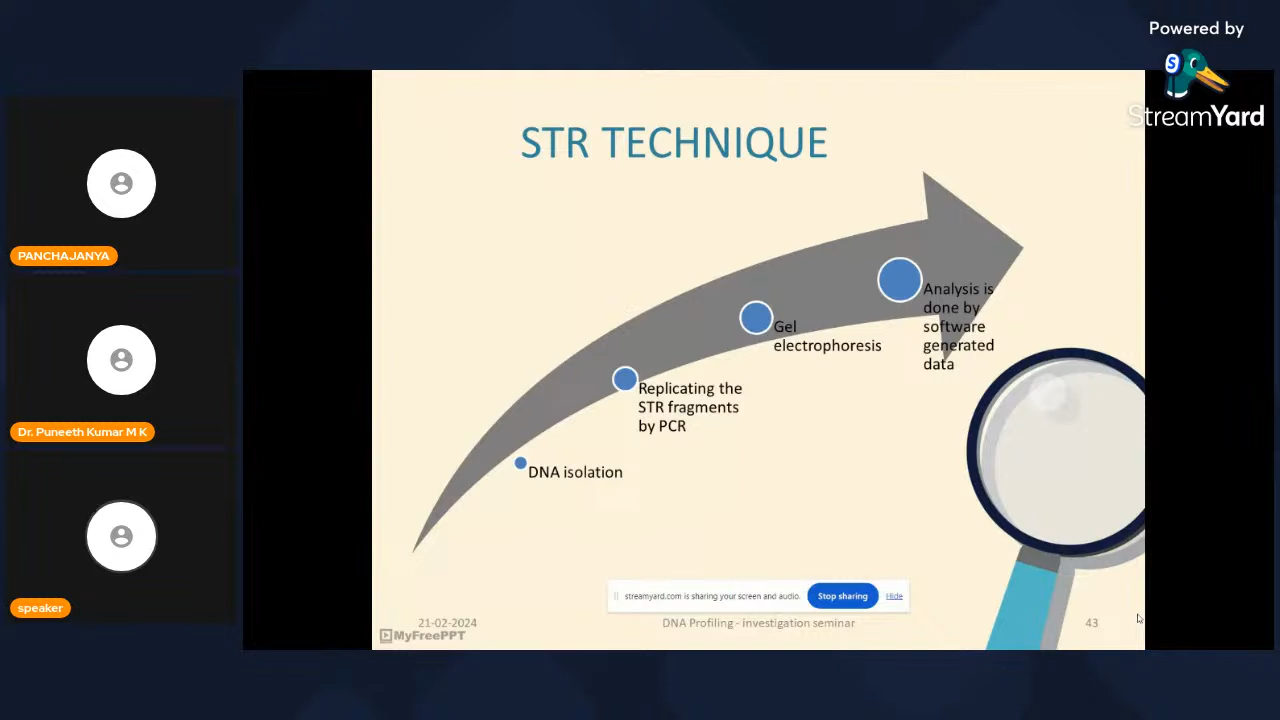 Powered by
StreamYard
PANCHAJANYA
Dr. Puneeth Kumar M K
speaker
STR TECHNIQUE
DNA isolation
Replicating the
STR fragments
by PCR
Gel
electrophoresis
Analysis is
done by
software
generated
data
streamyard.com is sharing your screen and audio.
Stop sharing
Hide
21-02-2024
DNA Profiling - investigation seminar
43
MyFreePPT